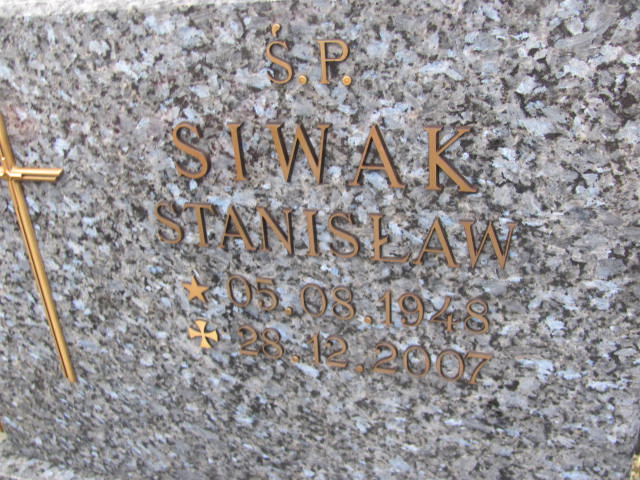 Ś.P.
SIWAK
STANISŁAW
05.08.1948
28.12.2007